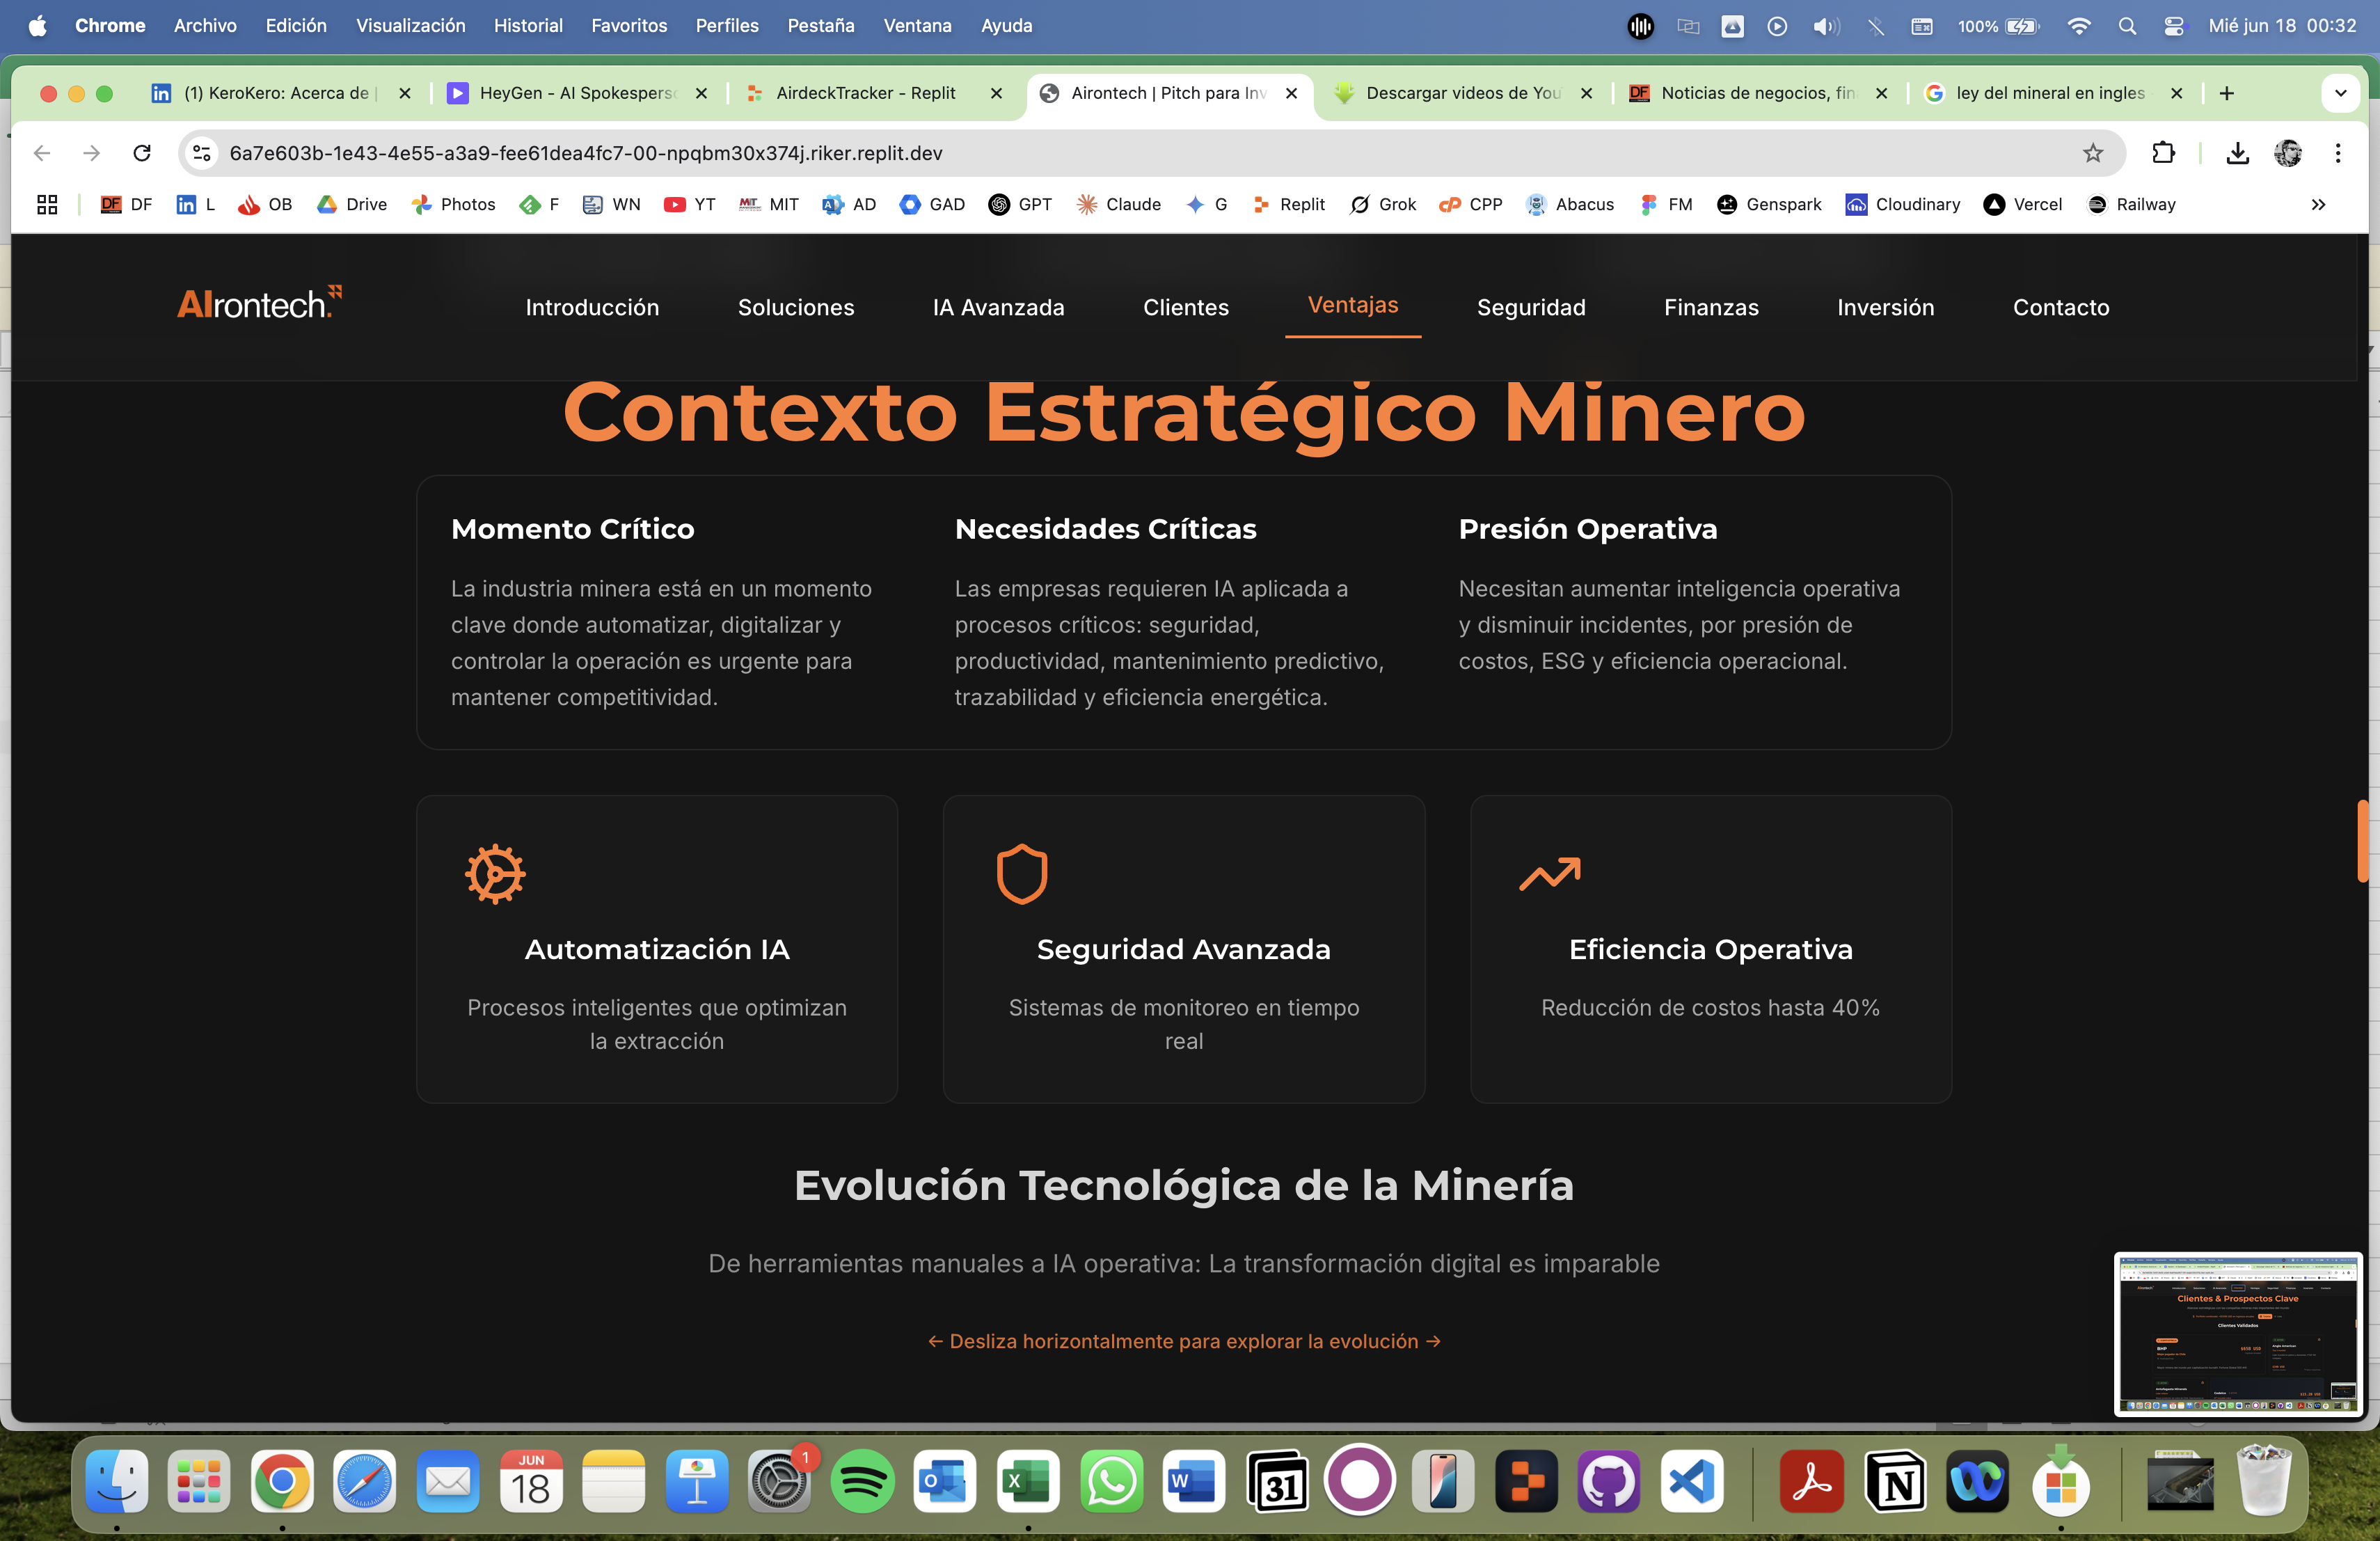 Chrome Archivo Edición Visualización Historial Favoritos Perfiles Pestaña Ventana Ayuda 100% Mié jun 18 00:32
(1) KeroKero: Acerca de | HeyGen - AI Spokesperso AirdeckTracker - Replit Airontech | Pitch para Inv Descargar videos de You Noticias de negocios, fin ley del mineral en ingles
6a7e603b-1e43-4e55-a3a9-fee61dea4fc7-00-npqbm30x374j.riker.replit.dev
DF L OB Drive Photos F WN YT MIT AD GAD GPT Claude G Replit Grok CPP Abacus FM Genspark Cloudinary Vercel Railway
AIrontech. Introducción Soluciones IA Avanzada Clientes Ventajas Seguridad Finanzas Inversión Contacto
Contexto Estratégico Minero
Momento Crítico
La industria minera está en un momento
clave donde automatizar, digitalizar y
controlar la operación es urgente para
mantener competitividad.
Necesidades Críticas
Las empresas requieren IA aplicada a
procesos críticos: seguridad,
productividad, mantenimiento predictivo,
trazabilidad y eficiencia energética.
Presión Operativa
Necesitan aumentar inteligencia operativa
y disminuir incidentes, por presión de
costos, ESG y eficiencia operacional.
Automatización IA
Procesos inteligentes que optimizan
la extracción
Seguridad Avanzada
Sistemas de monitoreo en tiempo
real
Eficiencia Operativa
Reducción de costos hasta 40%
Evolución Tecnológica de la Minería
De herramientas manuales a IA operativa: La transformación digital es imparable
← Desliza horizontalmente para explorar la evolución →
Clientes & Prospectos Clave
Clientes Validados
BHP
JUN
18
1
31